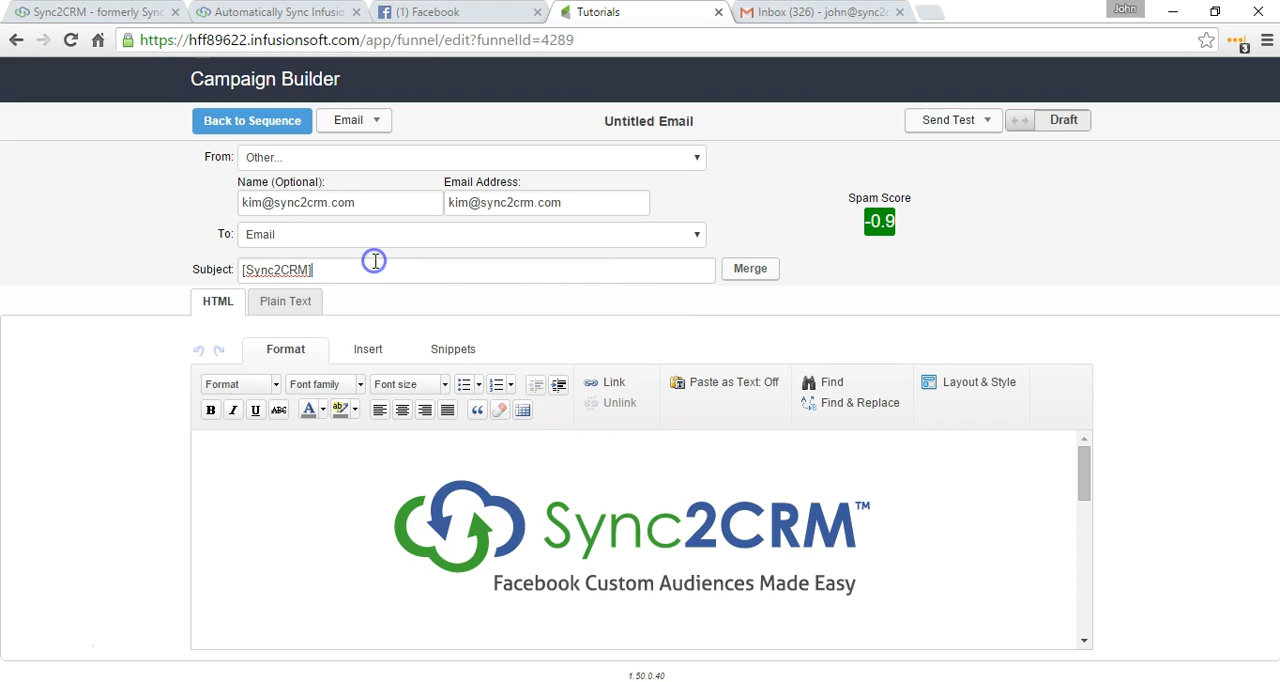 Sync2CRM - formerly Sync
Automatically Sync Infusio
(1) Facebook
Tutorials
Inbox (326) - john@sync2c
John
https://hff89622.infusionsoft.com/app/funnel/edit?funnelId=4289
3
Campaign Builder
Back to Sequence
Email
Untitled Email
Send Test
Draft
From:
Other...
Name (Optional):
Email Address:
kim@sync2crm.com
kim@sync2crm.com
Spam Score
-0.9
To:
Email
Subject:
[Sync2CRM]
Merge
HTML
Plain Text
Format
Insert
Snippets
Format
Font family
Font size
Link
Paste as Text: Off
Find
Layout & Style
B I U ABC
A
Unlink
Find & Replace
Sync2CRM™
Facebook Custom Audiences Made Easy
1.50.0.40